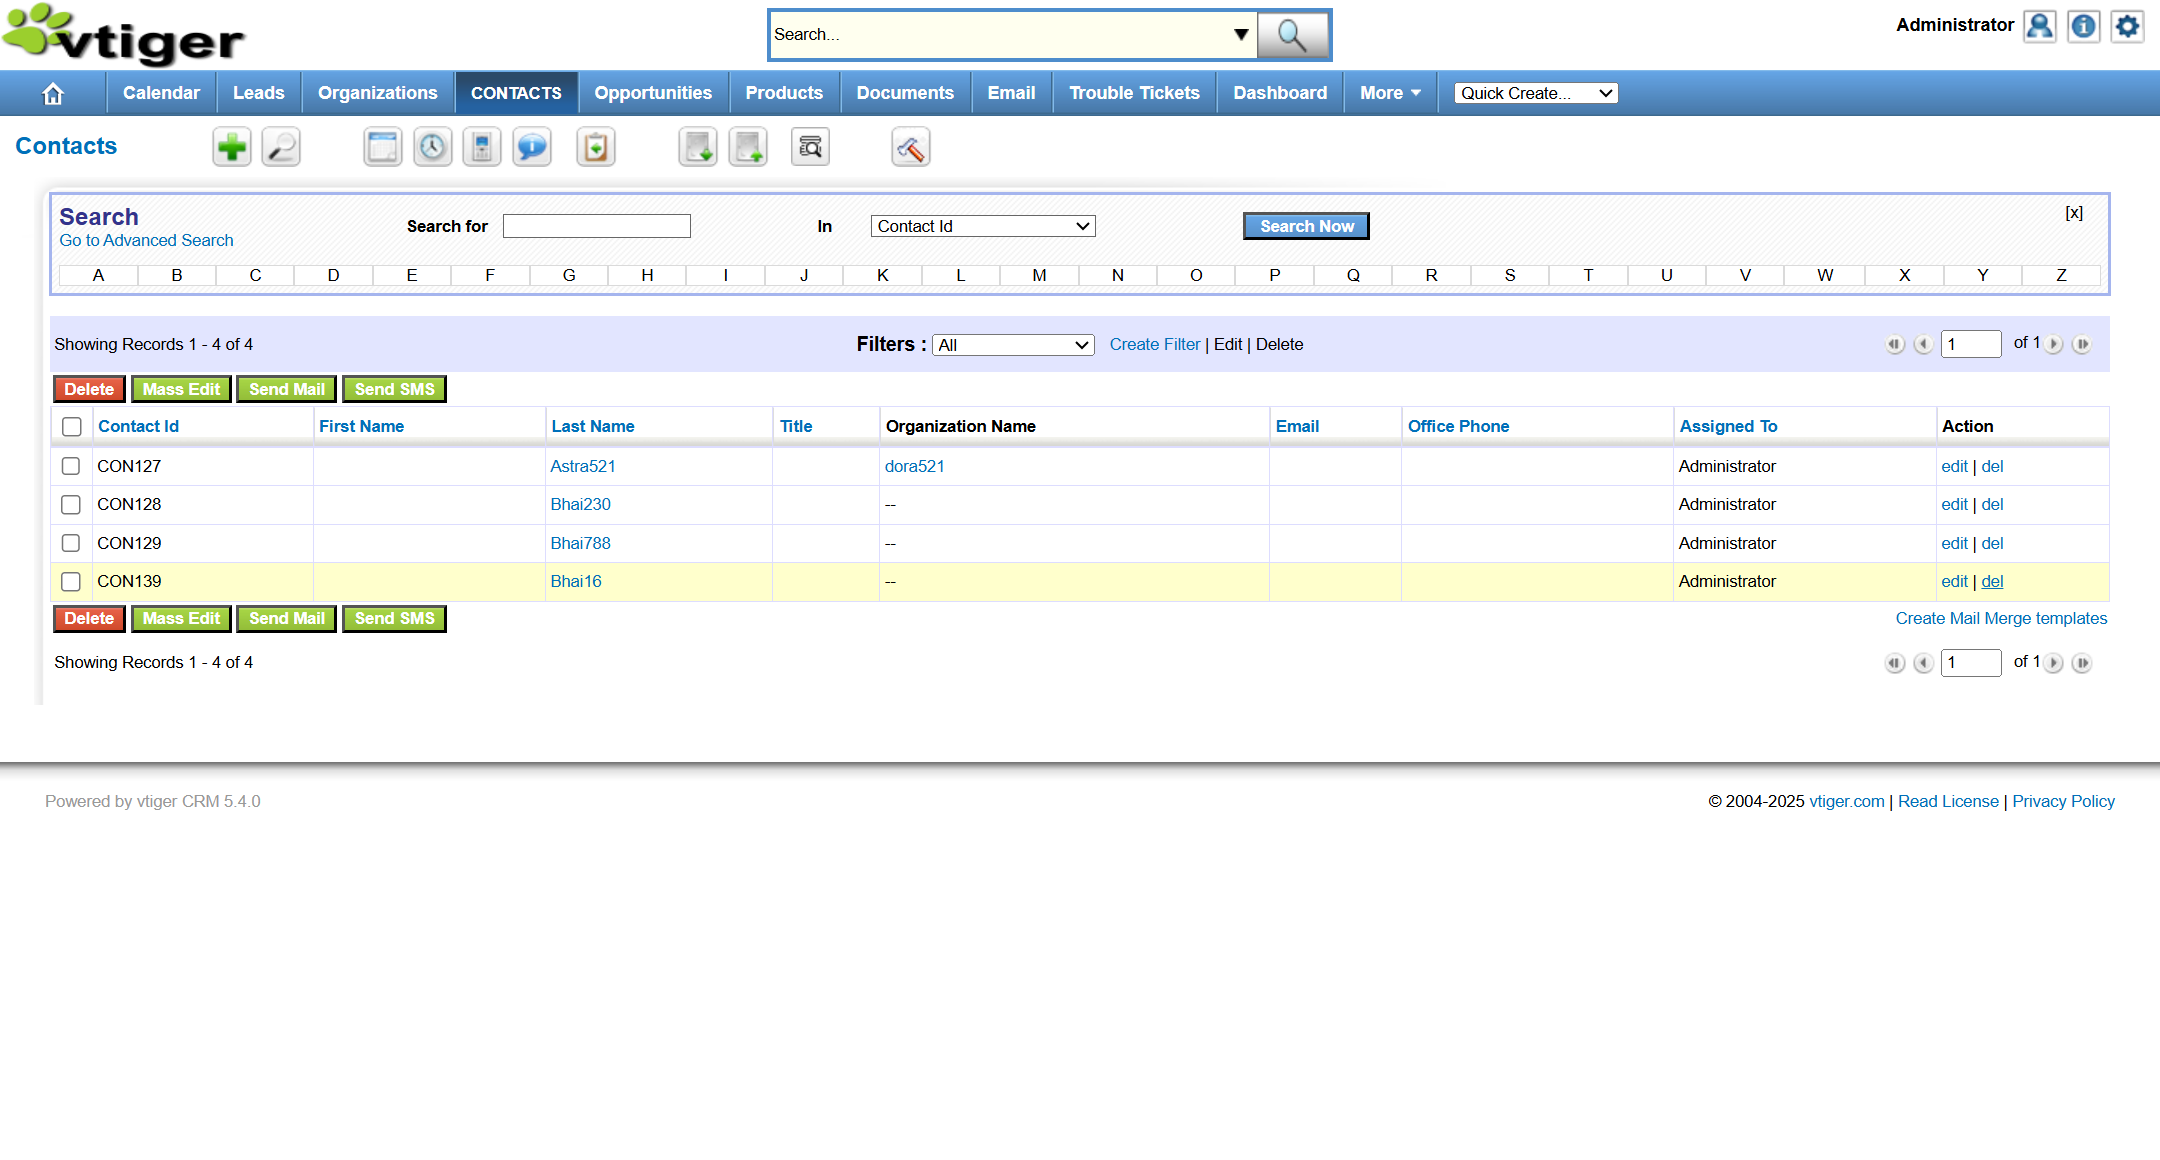 vtiger
Search...
Administrator
Calendar Leads Organizations CONTACTS Opportunities Products Documents Email Trouble Tickets Dashboard More Quick Create...
Contacts
Search
Go to Advanced Search
Search for In Contact Id Search Now [x]
A B C D E F G H I J K L M N O P Q R S T U V W X Y Z
Showing Records 1 - 4 of 4 Filters : All Create Filter | Edit | Delete 1 of 1
Delete Mass Edit Send Mail Send SMS
Contact Id First Name Last Name Title Organization Name Email Office Phone Assigned To Action
CON127 Astra521 dora521 Administrator edit | del
CON128 Bhai230 -- Administrator edit | del
CON129 Bhai788 -- Administrator edit | del
CON139 Bhai16 -- Administrator edit | del
Delete Mass Edit Send Mail Send SMS Create Mail Merge templates
Showing Records 1 - 4 of 4 1 of 1
Powered by vtiger CRM 5.4.0 © 2004-2025 vtiger.com | Read License | Privacy Policy